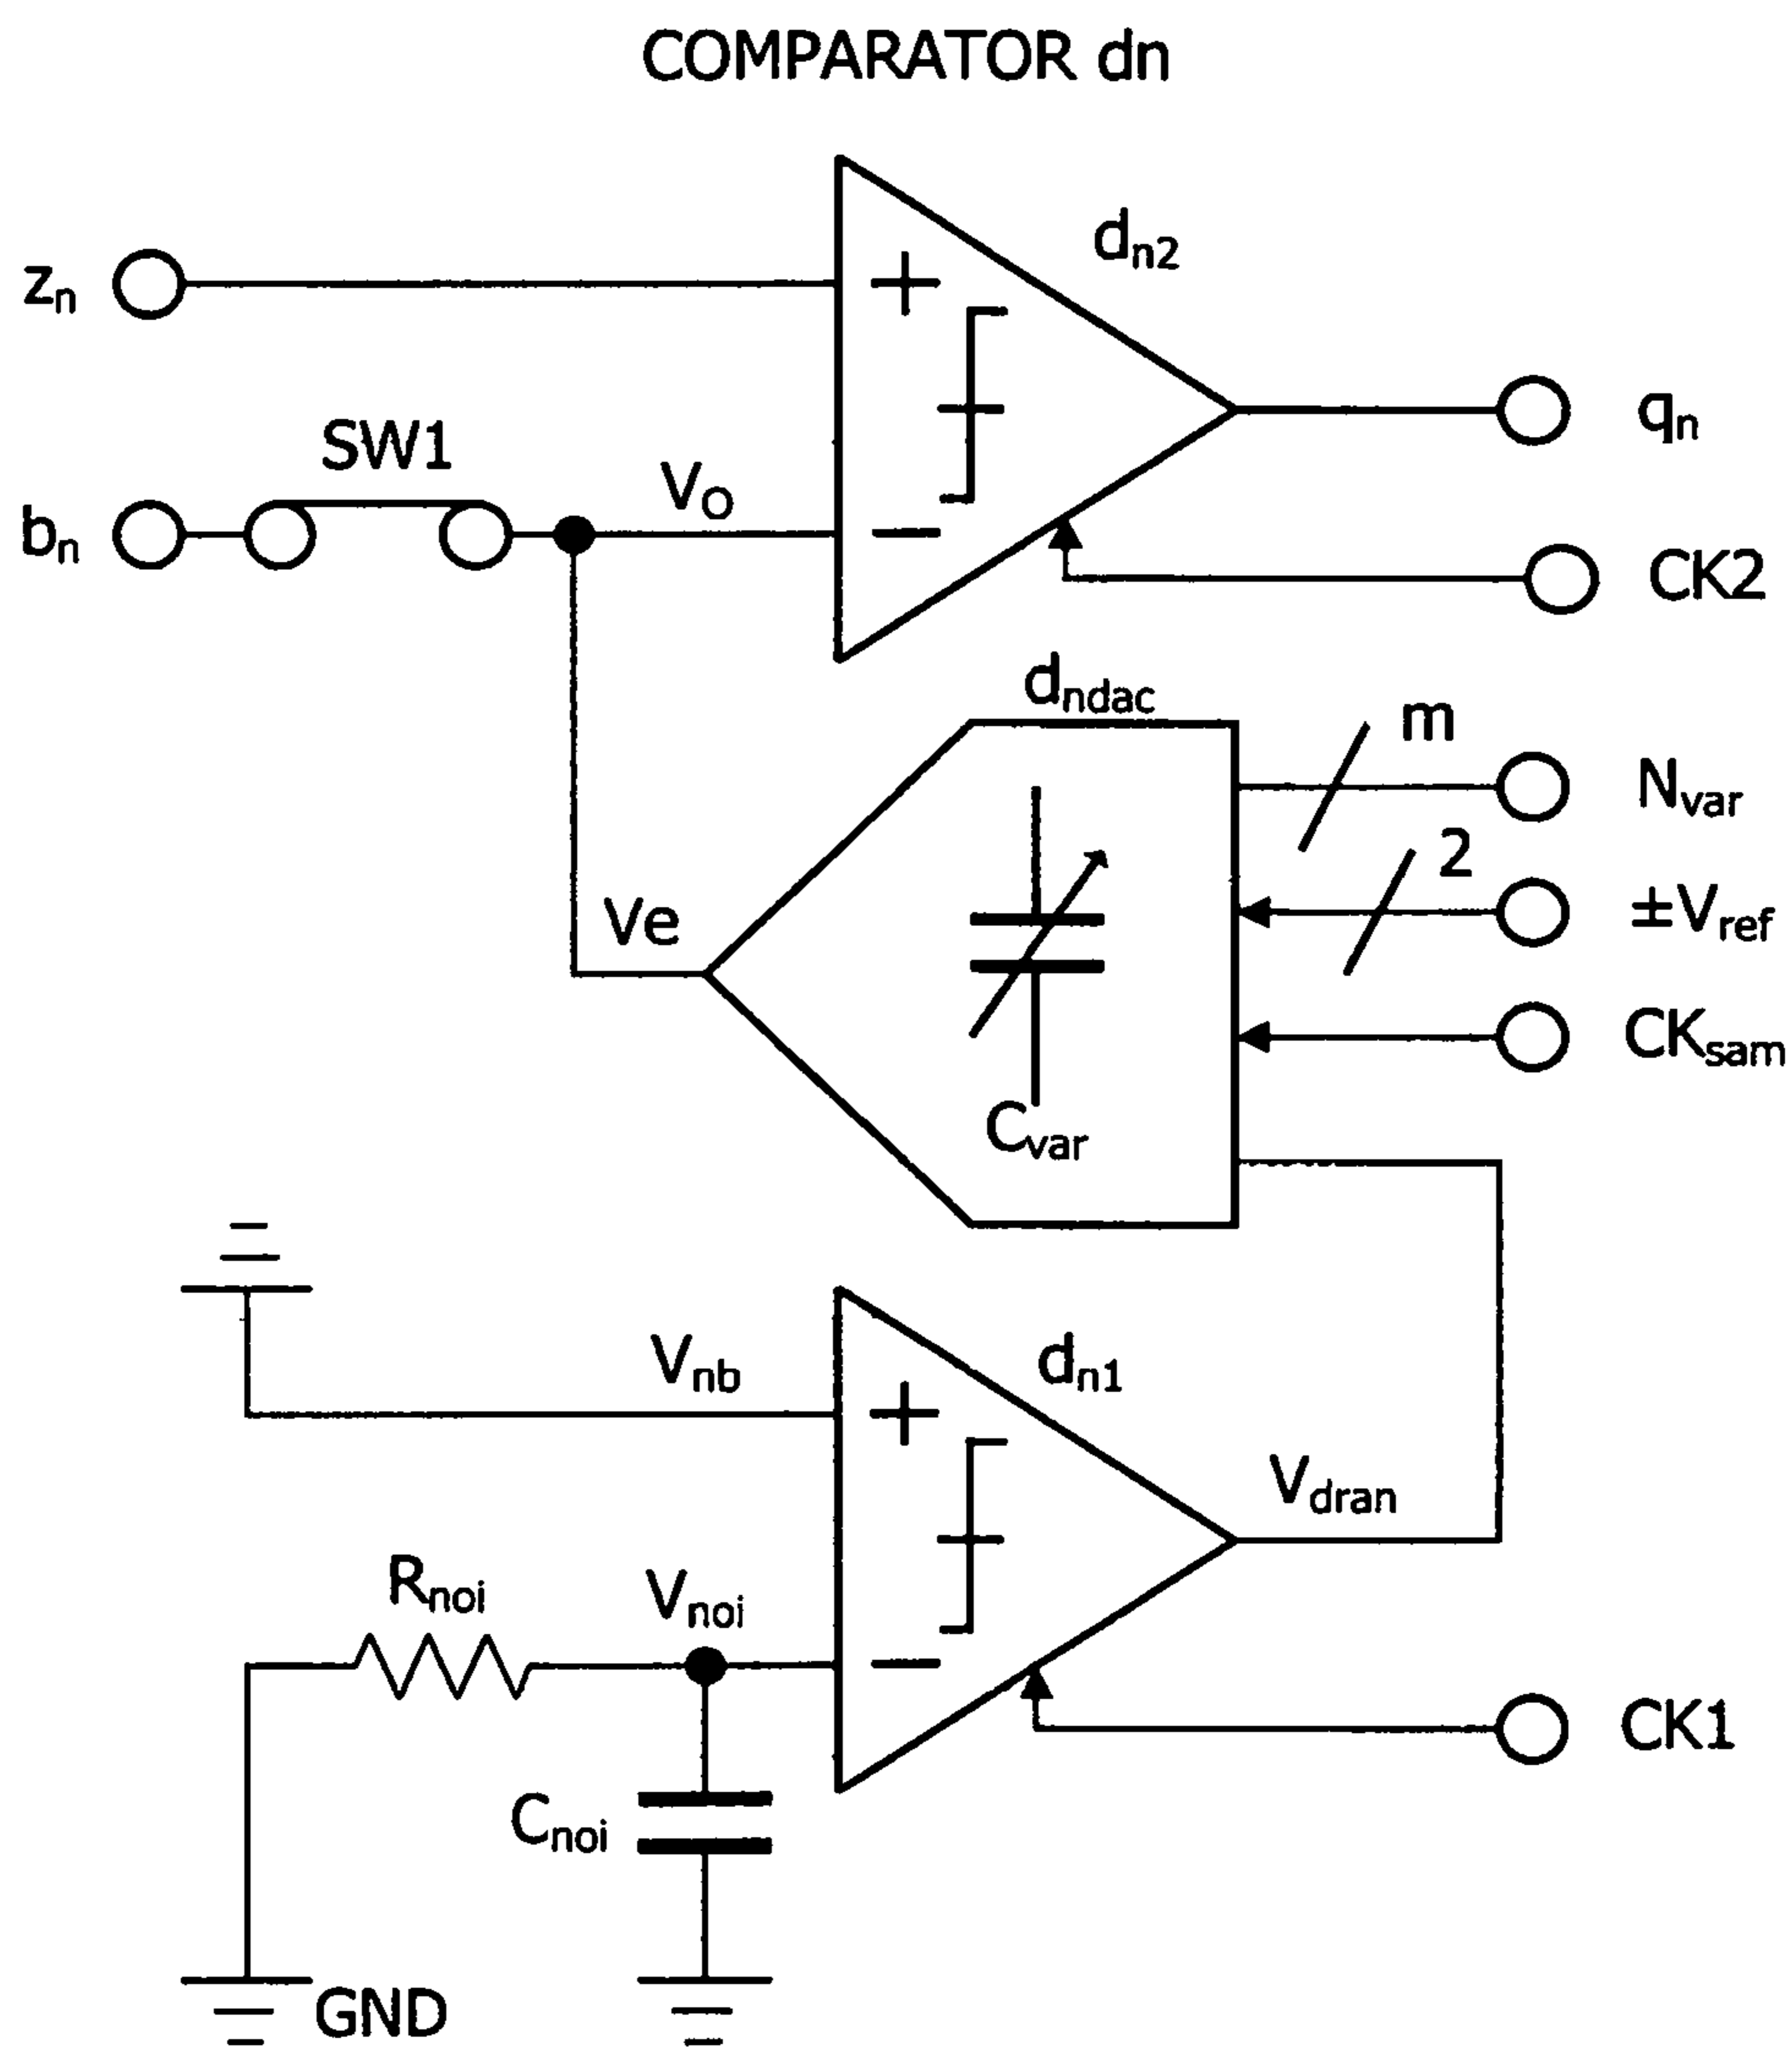 COMPARATOR dn
dn2
zn
+
qn
SW1
VO
bn
−
CK2
dndac
m
Nvar
2
Ve
±Vref
CKsam
Cvar
Vnb
dn1
+
Vdran
Rnoi
Vnoi
−
CK1
Cnoi
GND